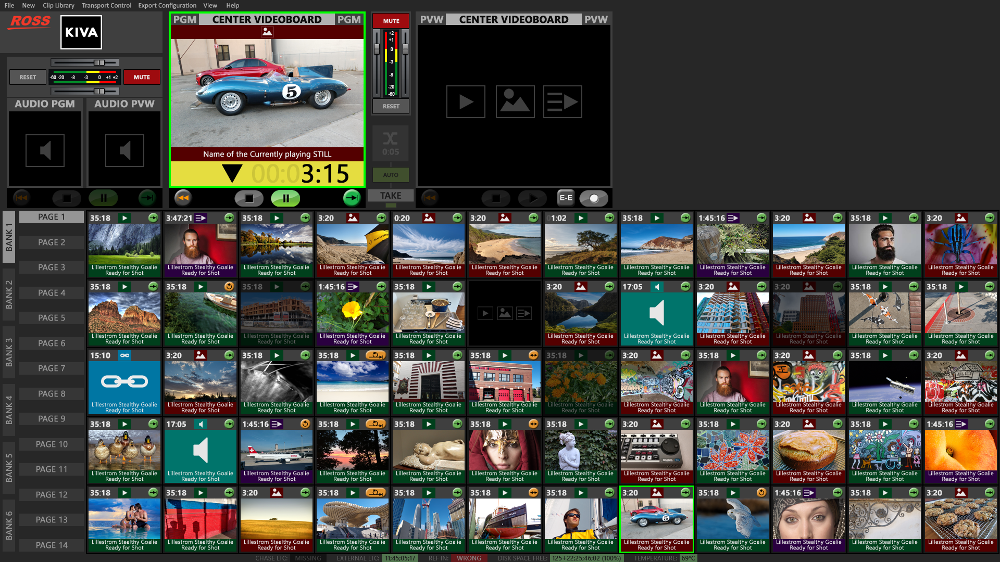 File New Clip Library Transport Control Export Configuration View Help
ROSS KIVA
PGM CENTER VIDEOBOARD PGM
MUTE
PVW CENTER VIDEOBOARD PVW
+2
+1
0
-3
-8
-20
-60
RESET
RESET -60 -20 -8 -3 0 +1 +2 MUTE
AUDIO PGM AUDIO PVW
5
Name of the Currently playing STILL
00:03:15
0:05
AUTO
TAKE
E-E
BANK 1
BANK 2
BANK 3
BANK 4
BANK 5
BANK 6
PAGE 1
PAGE 2
PAGE 3
PAGE 4
PAGE 5
PAGE 6
PAGE 7
PAGE 8
PAGE 9
PAGE 10
PAGE 11
PAGE 12
PAGE 13
PAGE 14
35:18 3:47:21 35:18 3:20 0:20 3:20 01:02 35:18 1:45:16 3:20 35:18 3:20
Lillestrom Stealthy Goalie Lillestrom Stealthy Goalie Lillestrom Stealthy Goalie Lillestrom Stealthy Goalie Lillestrom Stealthy Goalie Lillestrom Stealthy Goalie Lillestrom Stealthy Goalie Lillestrom Stealthy Goalie Lillestrom Stealthy Goalie Lillestrom Stealthy Goalie Lillestrom Stealthy Goalie Lillestrom Stealthy Goalie
Ready for Shot Ready for Shot Ready for Shot Ready for Shot Ready for Shot Ready for Shot Ready for Shot Ready for Shot Ready for Shot Ready for Shot Ready for Shot Ready for Shot
35:18 35:18 35:18 1:45:16 35:18 3:20 17:05 3:20 3:20 35:18 35:18
Lillestrom Stealthy Goalie Lillestrom Stealthy Goalie Lillestrom Stealthy Goalie Lillestrom Stealthy Goalie Lillestrom Stealthy Goalie Lillestrom Stealthy Goalie Lillestrom Stealthy Goalie Lillestrom Stealthy Goalie Lillestrom Stealthy Goalie Lillestrom Stealthy Goalie Lillestrom Stealthy Goalie
Ready for Shot Ready for Shot Ready for Shot Ready for Shot Ready for Shot Ready for Shot Ready for Shot Ready for Shot Ready for Shot Ready for Shot Ready for Shot
15:10 3:20 35:18 35:18 35:18 35:18 3:20 35:18 3:20 35:18 3:20
Lillestrom Stealthy Goalie Lillestrom Stealthy Goalie Lillestrom Stealthy Goalie Lillestrom Stealthy Goalie Lillestrom Stealthy Goalie Lillestrom Stealthy Goalie Lillestrom Stealthy Goalie Lillestrom Stealthy Goalie Lillestrom Stealthy Goalie Lillestrom Stealthy Goalie Lillestrom Stealthy Goalie Lillestrom Stealthy Goalie
Ready for Shot Ready for Shot Ready for Shot Ready for Shot Ready for Shot Ready for Shot Ready for Shot Ready for Shot Ready for Shot Ready for Shot Ready for Shot Ready for Shot
35:18 17:05 1:45:16 35:18 35:18 35:18 35:18 3:20 35:18 3:20 35:18 1:45:16
Lillestrom Stealthy Goalie Lillestrom Stealthy Goalie Lillestrom Stealthy Goalie Lillestrom Stealthy Goalie Lillestrom Stealthy Goalie Lillestrom Stealthy Goalie Lillestrom Stealthy Goalie Lillestrom Stealthy Goalie Lillestrom Stealthy Goalie Lillestrom Stealthy Goalie Lillestrom Stealthy Goalie Lillestrom Stealthy Goalie
Ready for Shot Ready for Shot Ready for Shot Ready for Shot Ready for Shot Ready for Shot Ready for Shot Ready for Shot Ready for Shot Ready for Shot Ready for Shot Ready for Shot
35:18 35:18 3:20 35:18 35:18 35:18 35:18 3:20 35:18 1:45:16 35:18 3:20
5
Lillestrom Stealthy Goalie Lillestrom Stealthy Goalie Lillestrom Stealthy Goalie Lillestrom Stealthy Goalie Lillestrom Stealthy Goalie Lillestrom Stealthy Goalie Lillestrom Stealthy Goalie Lillestrom Stealthy Goalie Lillestrom Stealthy Goalie Lillestrom Stealthy Goalie Lillestrom Stealthy Goalie Lillestrom Stealthy Goalie
Ready for Shot Ready for Shot Ready for Shot Ready for Shot Ready for Shot Ready for Shot Ready for Shot Ready for Shot Ready for Shot Ready for Shot Ready for Shot Ready for Shot
CHASE LTC: MISSING EXTERNAL LTC: 11;45;05;17 REF IN: WRONG DISK SPACE FREE: 125+22;25;46;02 (100%) TEMPERATURE: 69°C